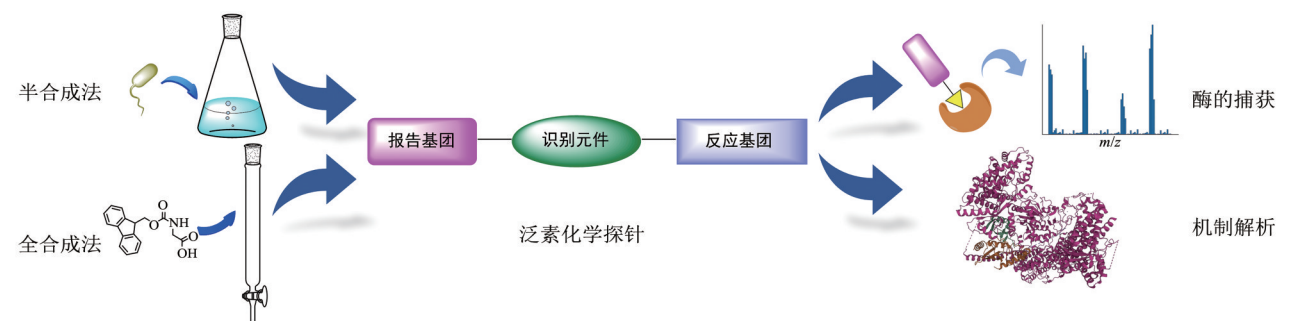 半合成法
全合成法
O
O
NH
O
OH
报告基团
识别元件
反应基团
泛素化学探针
m/z
酶的捕获
机制解析